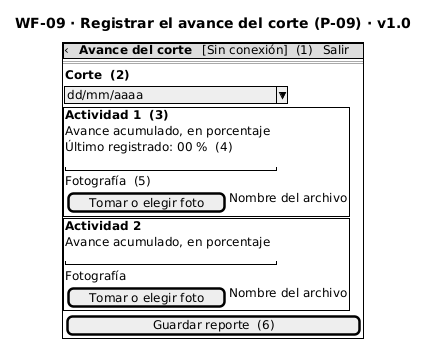 WF-09 · Registrar el avance del corte (P-09) · v1.0
‹ Avance del corte [Sin conexión] (1) Salir
Corte (2)
dd/mm/aaaa
Actividad 1 (3)
Avance acumulado, en porcentaje
Último registrado: 00 % (4)
Fotografía (5)
Tomar o elegir foto Nombre del archivo
Actividad 2
Avance acumulado, en porcentaje
Fotografía
Tomar o elegir foto Nombre del archivo
Guardar reporte (6)